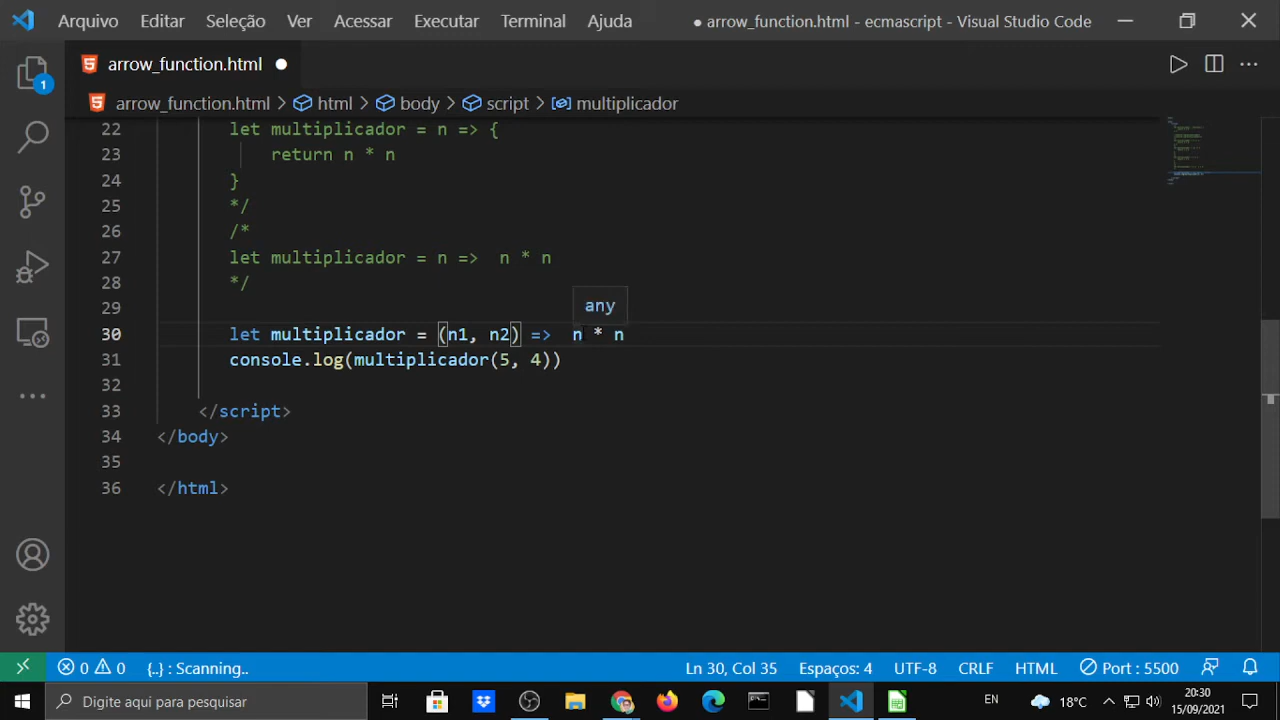 Arquivo Editar Seleção Ver Acessar Executar Terminal Ajuda ● arrow_function.html - ecmascript - Visual Studio Code
arrow_function.html ●
arrow_function.html > html > body > script > multiplicador
1
22 let multiplicador = n => {
23 return n * n
24 }
25 */
26 /*
27 let multiplicador = n =>  n * n
28 */
29
any
30 let multiplicador = (n1, n2) =>  n * n
31 console.log(multiplicador(5, 4))
32
33 </script>
34 </body>
35
36 </html>
0 0 {..} : Scanning.. Ln 30, Col 35 Espaços: 4 UTF-8 CRLF HTML Port : 5500
Digite aqui para pesquisar EN 18°C 20:30
15/09/2021